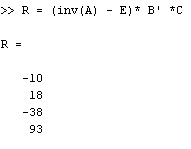 >> R = (inv(A) - E)* B' *C
R =
-10
18
-38
93